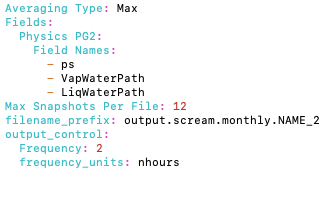 Averaging Type: Max
Fields:
  Physics PG2:
    Field Names:
      – ps
      – VapWaterPath
      – LiqWaterPath
Max Snapshots Per File: 12
filename_prefix: output.scream.monthly.NAME_2
output_control:
  Frequency: 2
  frequency_units: nhours